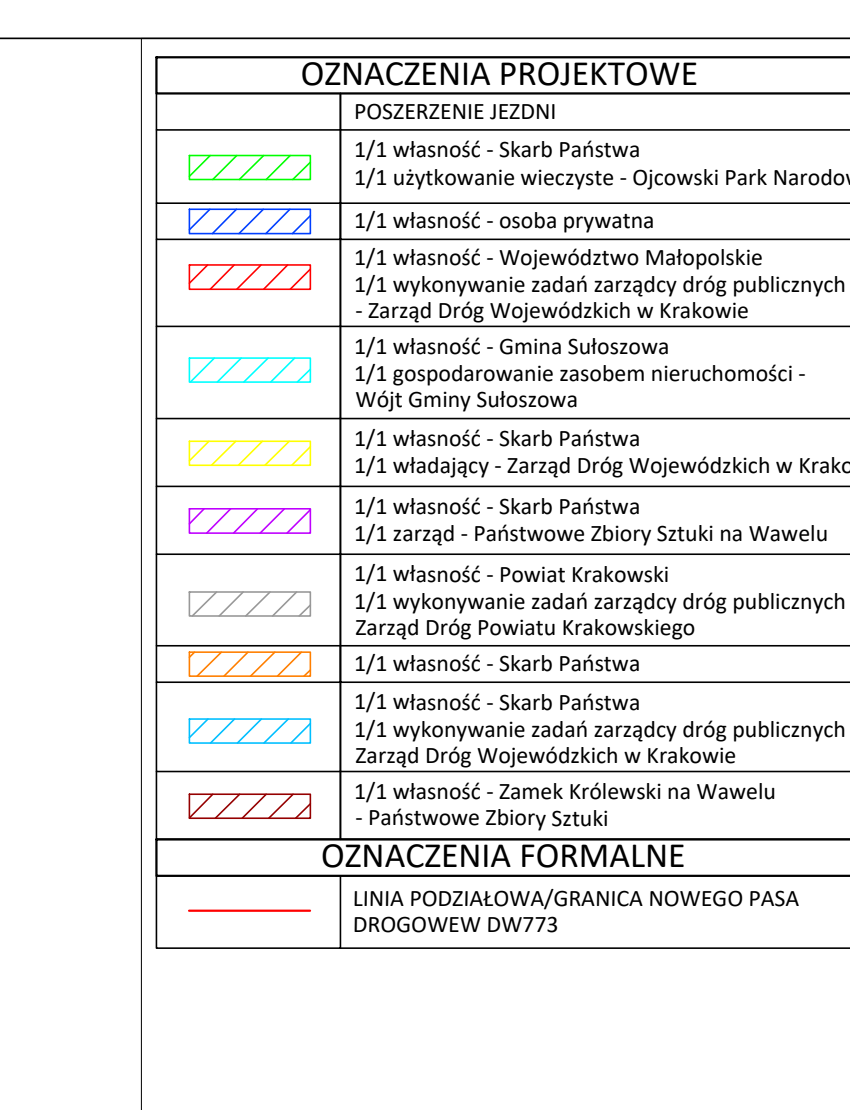 OZNACZENIA PROJEKTOWE
POSZERZENIE JEZDNI
1/1 własność - Skarb Państwa
1/1 użytkowanie wieczyste - Ojcowski Park
1/1 własność - osoba prywatna
1/1 własność - Województwo Małopolskie
1/1 wykonywanie zadań zarządcy dróg publicznych
- Zarząd Dróg Wojewódzkich w Krakowie
1/1 własność - Gmina Sułoszowa
1/1 gospodarowanie zasobem nieruchomości -
Wójt Gminy Sułoszowa
1/1 własność - Skarb Państwa
1/1 władający - Zarząd Dróg Wojewódzkich w
1/1 własność - Skarb Państwa
1/1 zarząd - Państwowe Zbiory Sztuki na Wawelu
1/1 własność - Powiat Krakowski
1/1 wykonywanie zadań zarządcy dróg publicznych
Zarząd Dróg Powiatu Krakowskiego
1/1 własność - Skarb Państwa
1/1 własność - Skarb Państwa
1/1 wykonywanie zadań zarządcy dróg publicznych
Zarząd Dróg Wojewódzkich w Krakowie
1/1 własność - Zamek Królewski na Wawelu
- Państwowe Zbiory Sztuki
OZNACZENIA FORMALNE
LINIA PODZIAŁOWA/GRANICA NOWEGO PASA
DROGOWEW DW773